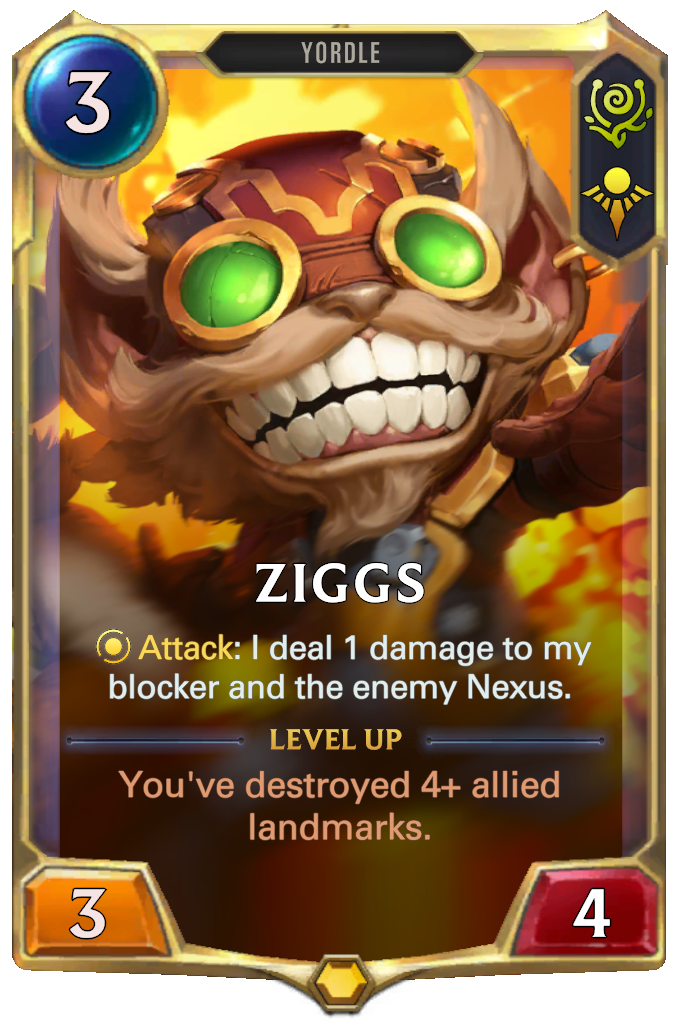 3
YORDLE
ZIGGS
Attack: I deal 1 damage to my
blocker and the enemy Nexus.
LEVEL UP
You've destroyed 4+ allied
landmarks.
3
4